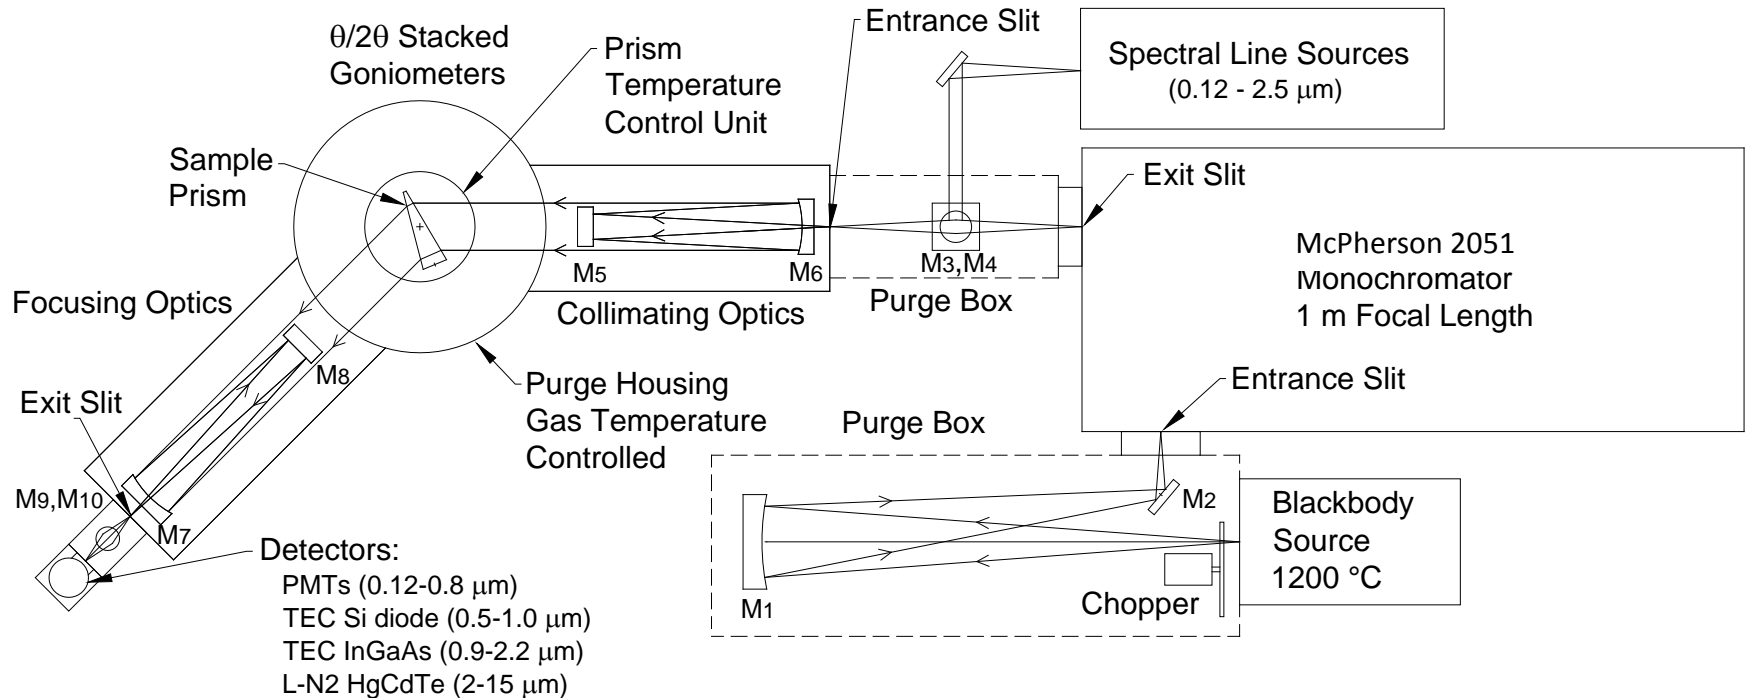 θ/2θ Stacked
Goniometers
Prism
Temperature
Control Unit
Entrance Slit
Spectral Line Sources
(0.12 - 2.5 μm)
Sample
Prism
Exit Slit
McPherson 2051
Monochromator
1 m Focal Length
M5
M6
M3,M4
Purge Box
Focusing Optics
Collimating Optics
M8
Purge Housing
Gas Temperature
Controlled
Entrance Slit
Exit Slit
Purge Box
M9,M10
M7
M2
Blackbody
Source
1200 °C
M1
Chopper
Detectors:
PMTs (0.12-0.8 μm)
TEC Si diode (0.5-1.0 μm)
TEC InGaAs (0.9-2.2 μm)
L-N2 HgCdTe (2-15 μm)